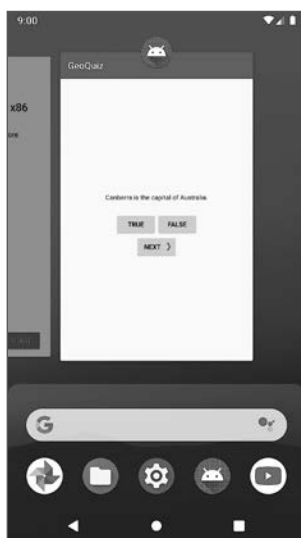 9:00
GeoQuiz
x86
Canberra is the capital of Australia.
TRUE FALSE
NEXT
G